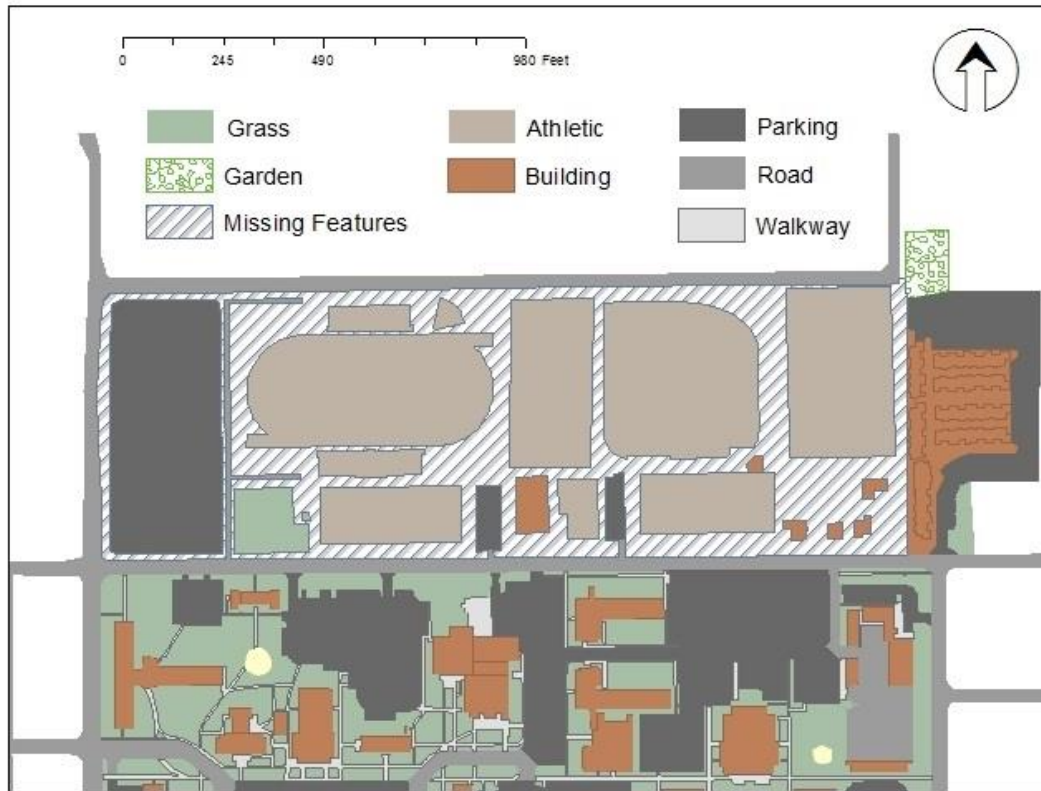 0 245 490 980 Feet
Grass Athletic Parking
Garden Building Road
Missing Features Walkway